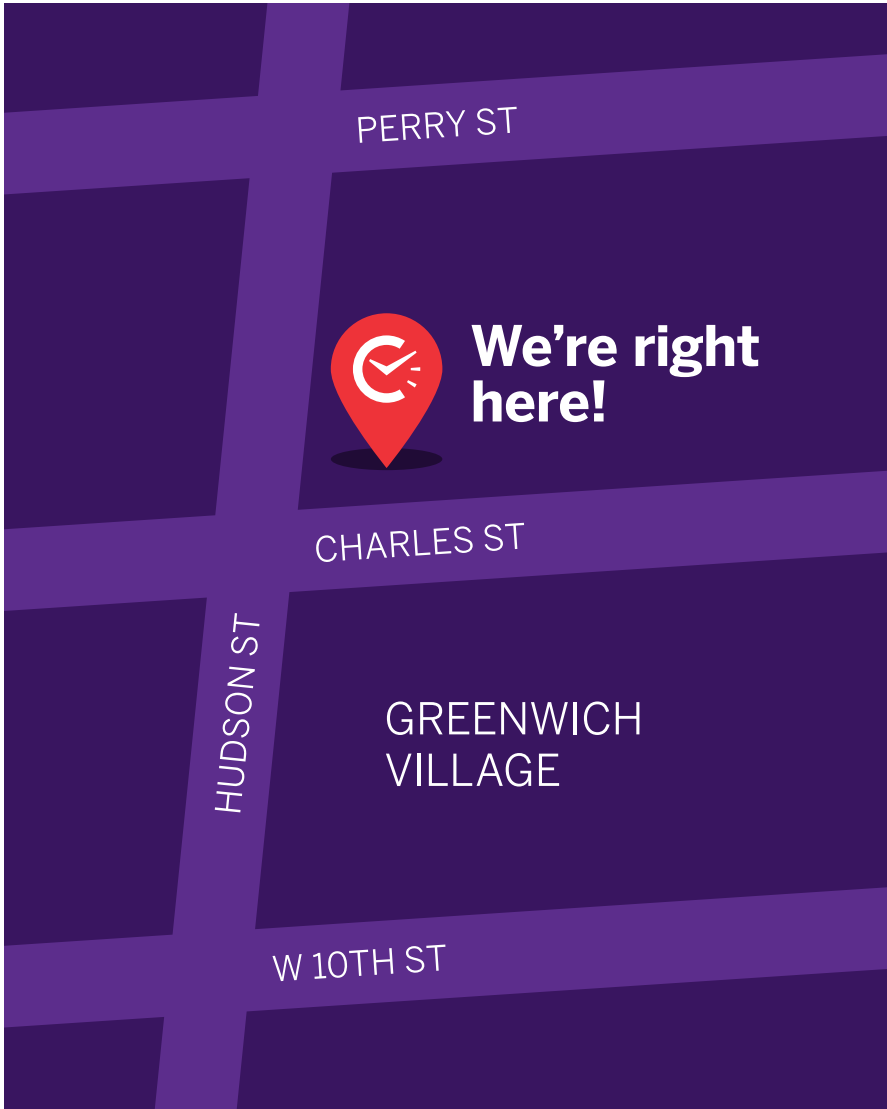 PERRY ST
We're right
here!
CHARLES ST
HUDSON ST
GREENWICH
VILLAGE
W 10TH ST